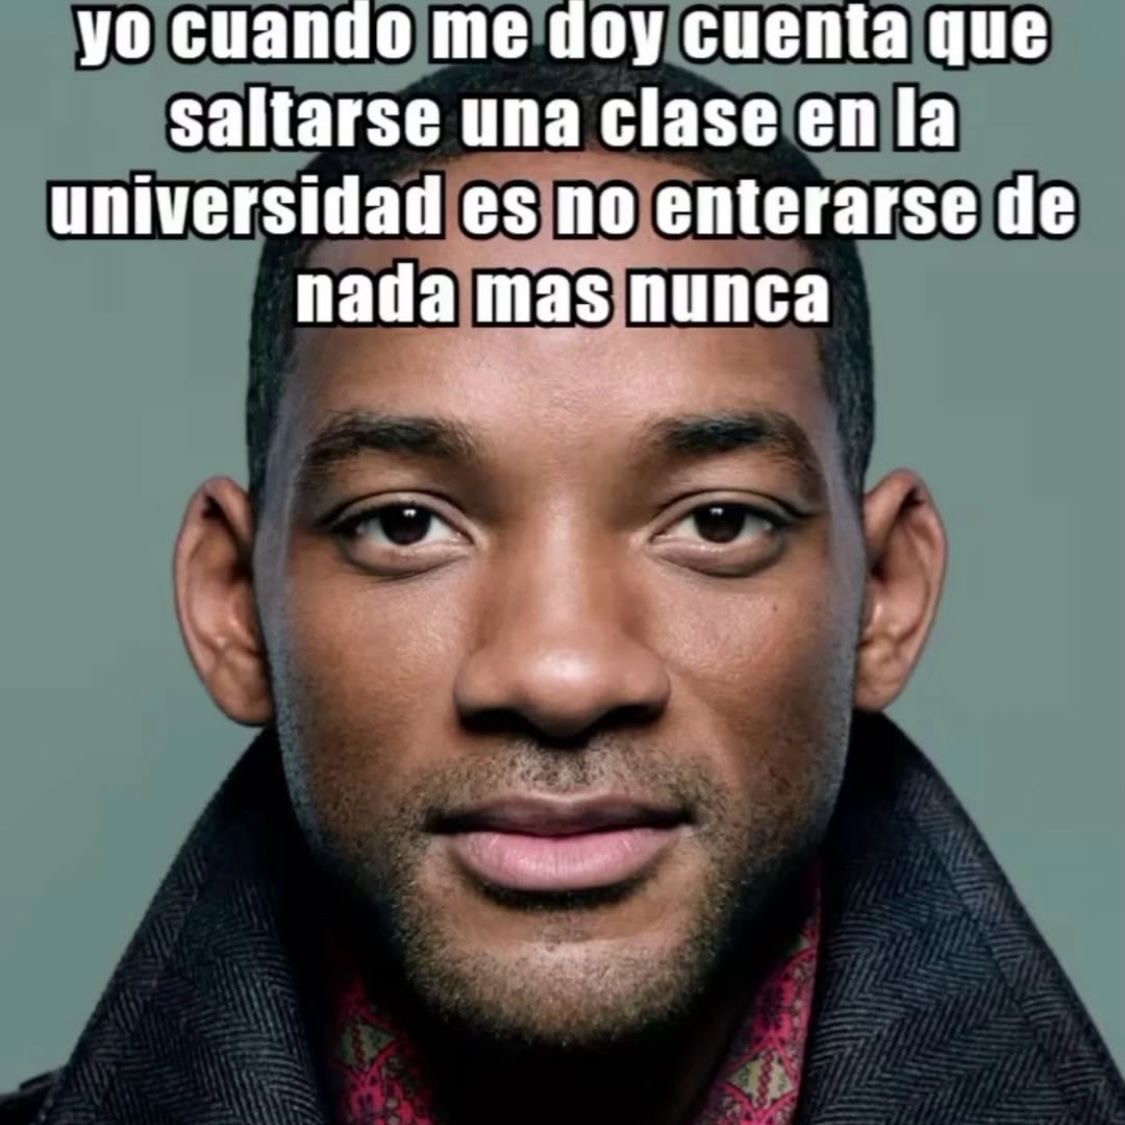 yo cuando me doy cuenta que
saltarse una clase en la
universidad es no enterarse de
nada mas nunca